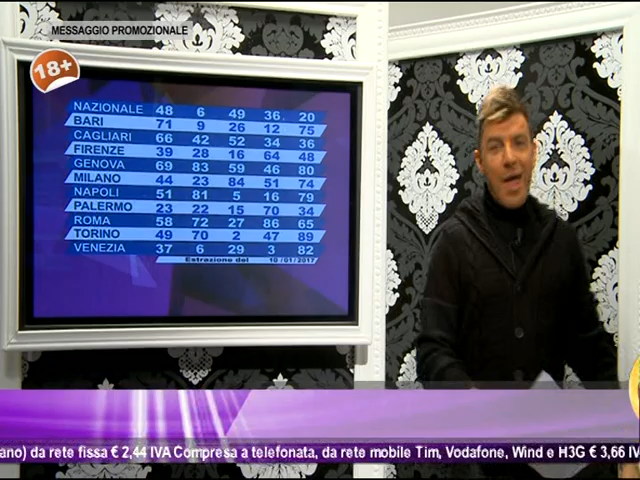 MESSAGGIO PROMOZIONALE
18+
NAZIONALE 48 6 49 36 20
BARI 71 9 26 12 75
CAGLIARI 66 42 52 34 36
FIRENZE 39 28 16 64 48
GENOVA 69 83 59 46 80
MILANO 44 23 84 51 74
NAPOLI 51 81 5 16 79
PALERMO 23 22 15 70 34
ROMA 58 72 27 86 65
TORINO 49 70 2 47 89
VENEZIA 37 6 29 3 82
Estrazione del 10/01/2017
ano) da rete fissa € 2,44 IVA Compresa a telefonata, da rete mobile Tim, Vodafone, Wind e H3G € 3,66 IV